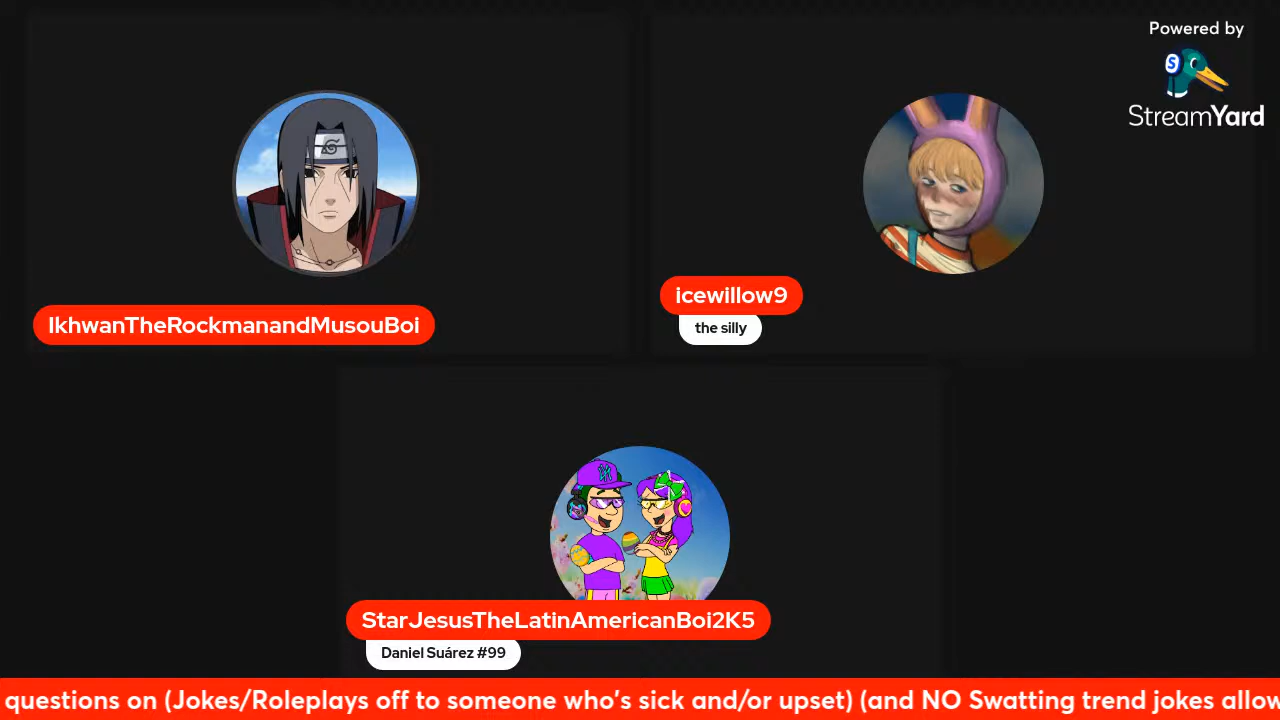 Powered by
StreamYard
IkhwanTheRockmanandMusouBoi
icewillow9
the silly
StarJesusTheLatinAmericanBoi2K5
Daniel Suárez #99
questions on (Jokes/Roleplays off to someone who's sick and/or upset) (and NO Swatting trend jokes allow